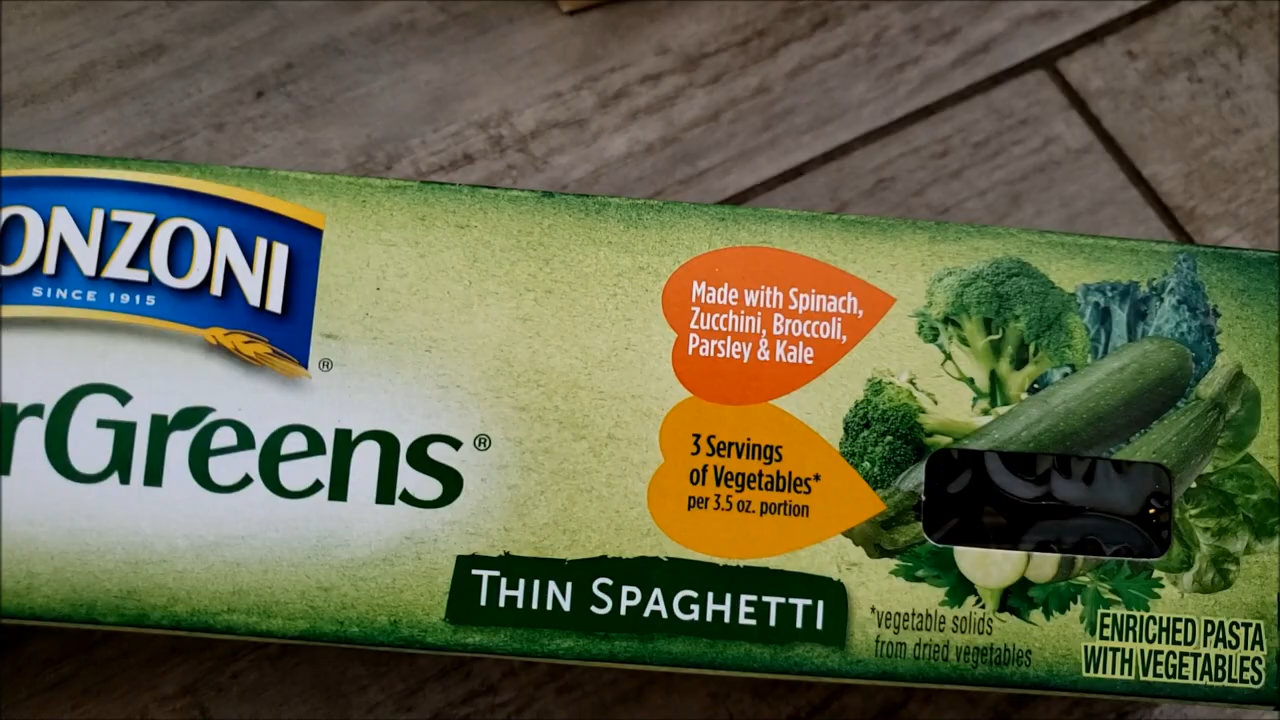 ONZONI
SINCE 1915
®
rGreens®
Made with Spinach,
Zucchini, Broccoli,
Parsley & Kale
3 Servings
of Vegetables*
per 3.5 oz. portion
THIN SPAGHETTI
*vegetable solids
from dried vegetables
ENRICHED PASTA
WITH VEGETABLES